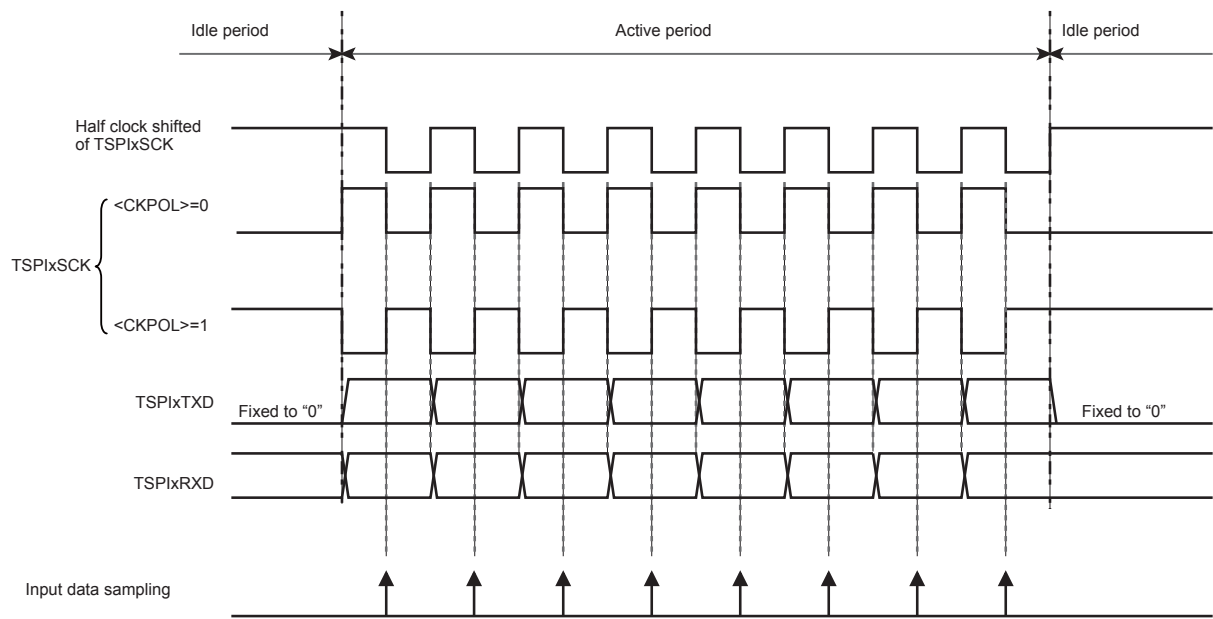 Idle period
Active period
Idle period
Half clock shifted
of TSPIxSCK
<CKPOL>=0
TSPIxSCK
<CKPOL>=1
TSPIxTXD
Fixed to “0”
Fixed to “0”
TSPIxRXD
Input data sampling